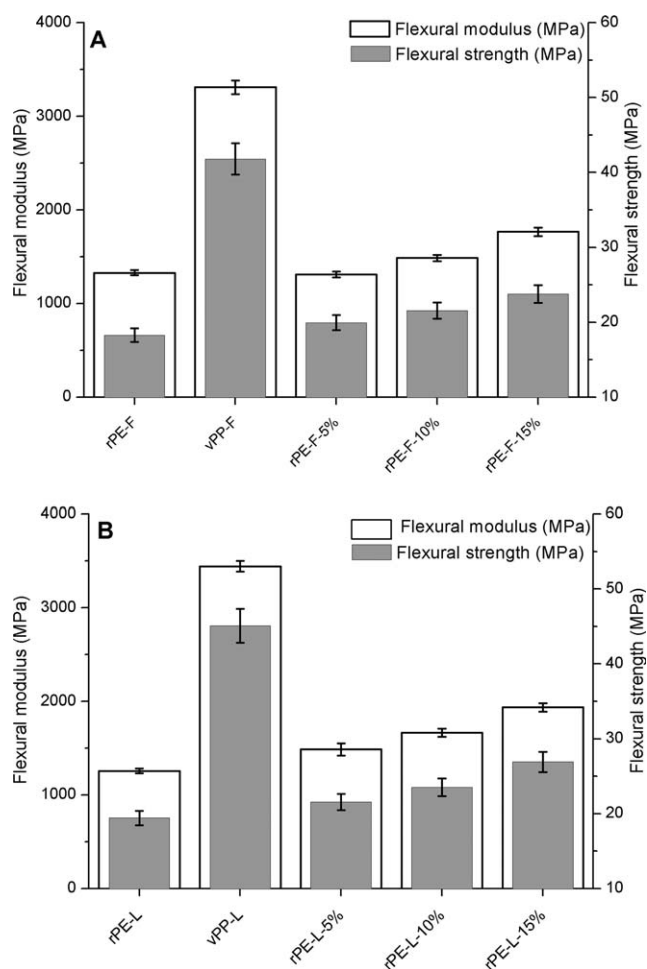 A
Flexural modulus (MPa)
Flexural strength (MPa)
Flexural modulus (MPa)
4000
3000
2000
1000
0
60
50
40
30
20
10
Flexural strength (MPa)
rPE-F
vPP-F
rPE-F-5%
rPE-F-10%
rPE-F-15%
B
Flexural modulus (MPa)
Flexural strength (MPa)
Flexural modulus (MPa)
4000
3000
2000
1000
0
60
50
40
30
20
10
Flexural strength (MPa)
rPE-L
vPP-L
rPE-L-5%
rPE-L-10%
rPE-L-15%